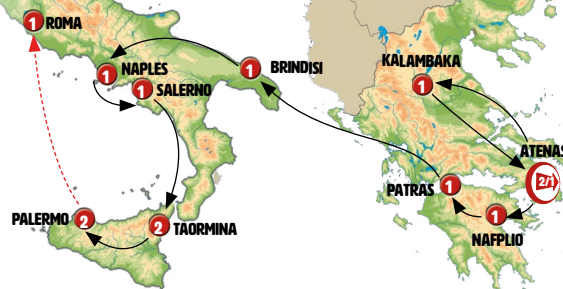 1 ROMA
1 NAPLES
1 SALERNO
1 BRINDISI
KALAMBAKA
1
ATENAS
2/1
PATRAS 1
1
NAFPLIO
PALERMO 2
2 TAORMINA